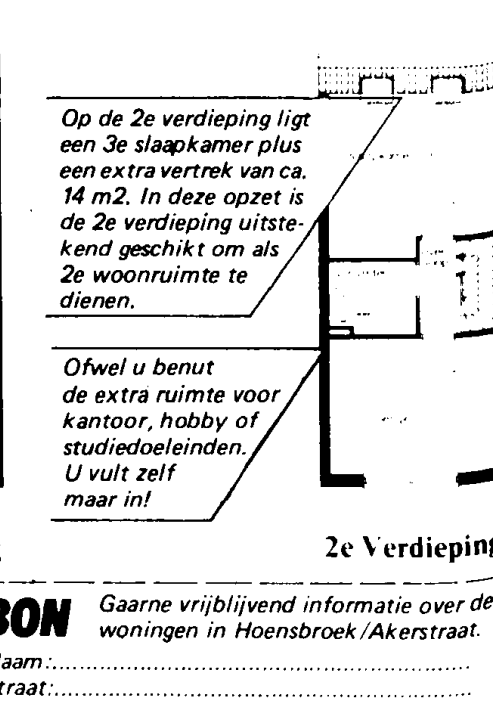 Op de 2e verdieping ligt
een 3e slaapkamer plus
een extra vertrek van ca.
14 m2. In deze opzet is
de 2e verdieping uitste-
kend geschikt om als
2e woonruimte te
dienen.
Ofwel u benut
de extra ruimte voor
kantoor, hobby of
studiedoeleinden.
U vult zelf
maar in!
2e Verdieping
BON
Gaarne vrijblijvend informatie over de
woningen in Hoensbroek/Akerstraat.
aam:
traat: